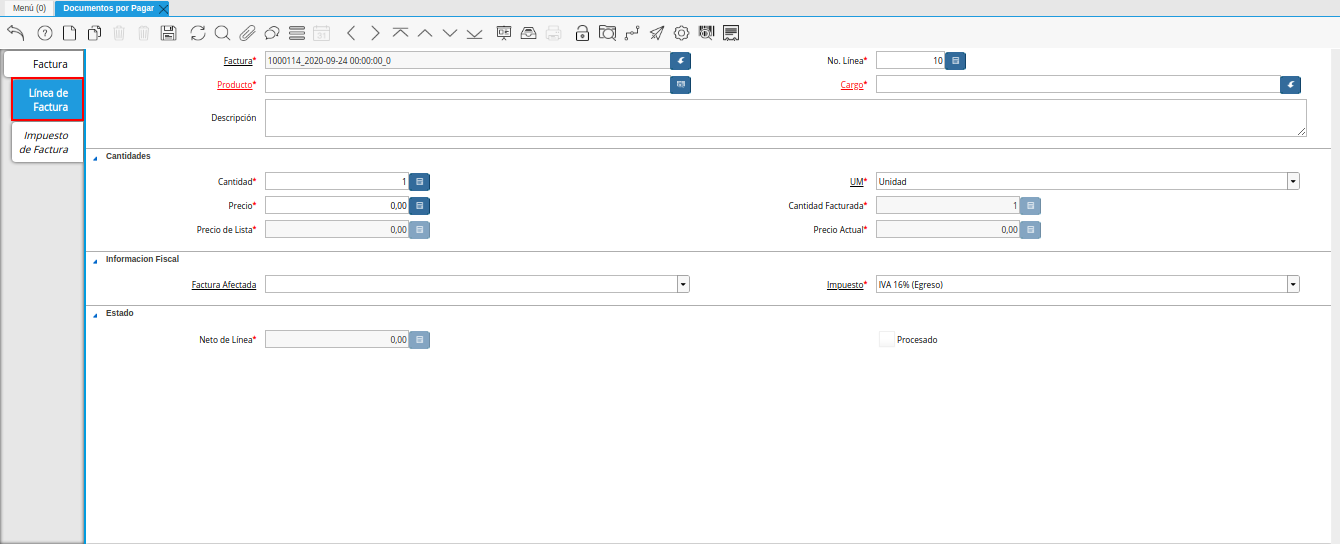 Menú (0) Documentos por Pagar
Factura
Línea de
Factura
Impuesto
de Factura
Factura* 1000114_2020-09-24 00:00:00_0 No. Línea* 10
Producto* Cargo*
Descripción
Cantidades
Cantidad* 1 UM* Unidad
Precio* 0,00 Cantidad Facturada* 1
Precio de Lista* 0,00 Precio Actual* 0,00
Informacion Fiscal
Factura Afectada Impuesto* IVA 16% (Egreso)
Estado
Neto de Línea* 0,00 Procesado